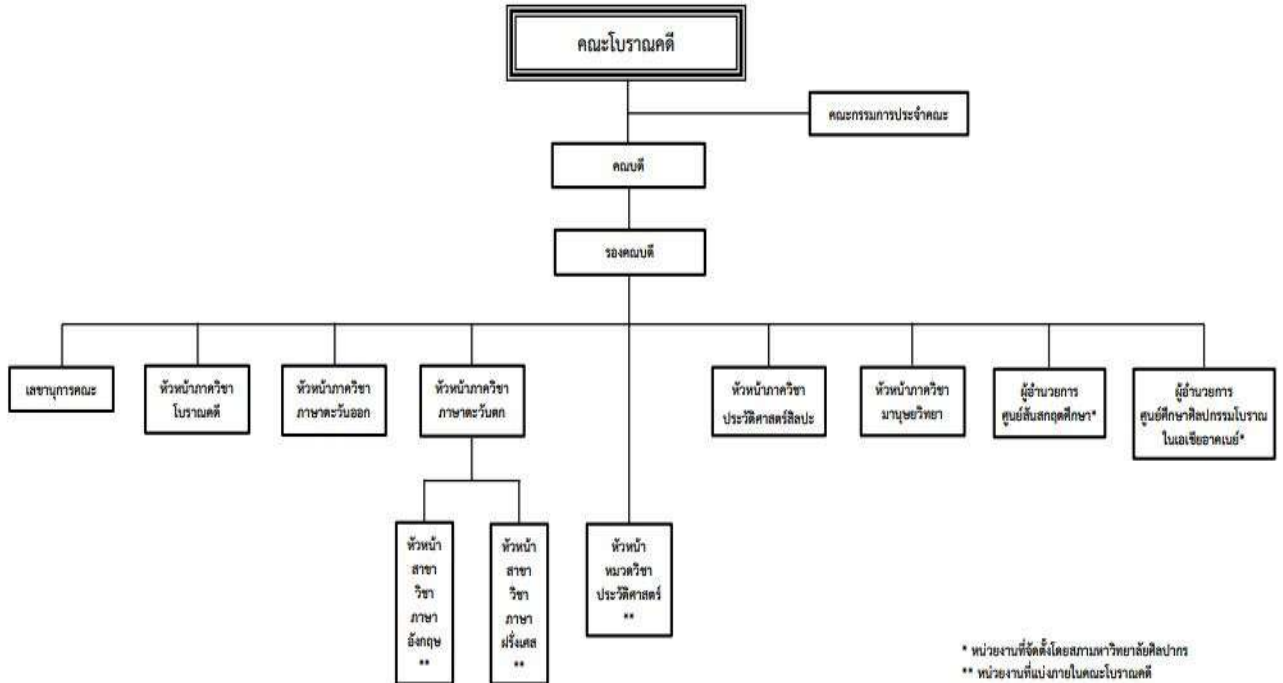 คณะโบราณคดี
คณะกรรมการประจำคณะ
คณบดี
รองคณบดี
เลขานุการคณะ
หัวหน้าภาควิชา
โบราณคดี
หัวหน้าภาควิชา
ภาษาตะวันออก
หัวหน้าภาควิชา
ภาษาตะวันตก
หัวหน้าภาควิชา
ประวัติศาสตร์ศิลปะ
หัวหน้าภาควิชา
มานุษยวิทยา
ผู้อำนวยการ
ศูนย์สันสกฤตศึกษา*
ผู้อำนวยการ
ศูนย์ศึกษาศิลปกรรมโบราณ
ในเอเชียอาคเนย์*
หัวหน้า
สาขา
วิชา
ภาษา
อังกฤษ
**
หัวหน้า
สาขา
วิชา
ภาษา
ฝรั่งเศส
**
หัวหน้า
หมวดวิชา
ประวัติศาสตร์
**
* หน่วยงานที่จัดตั้งโดยสภามหาวิทยาลัยศิลปากร
** หน่วยงานที่แบ่งภายในคณะโบราณคดี